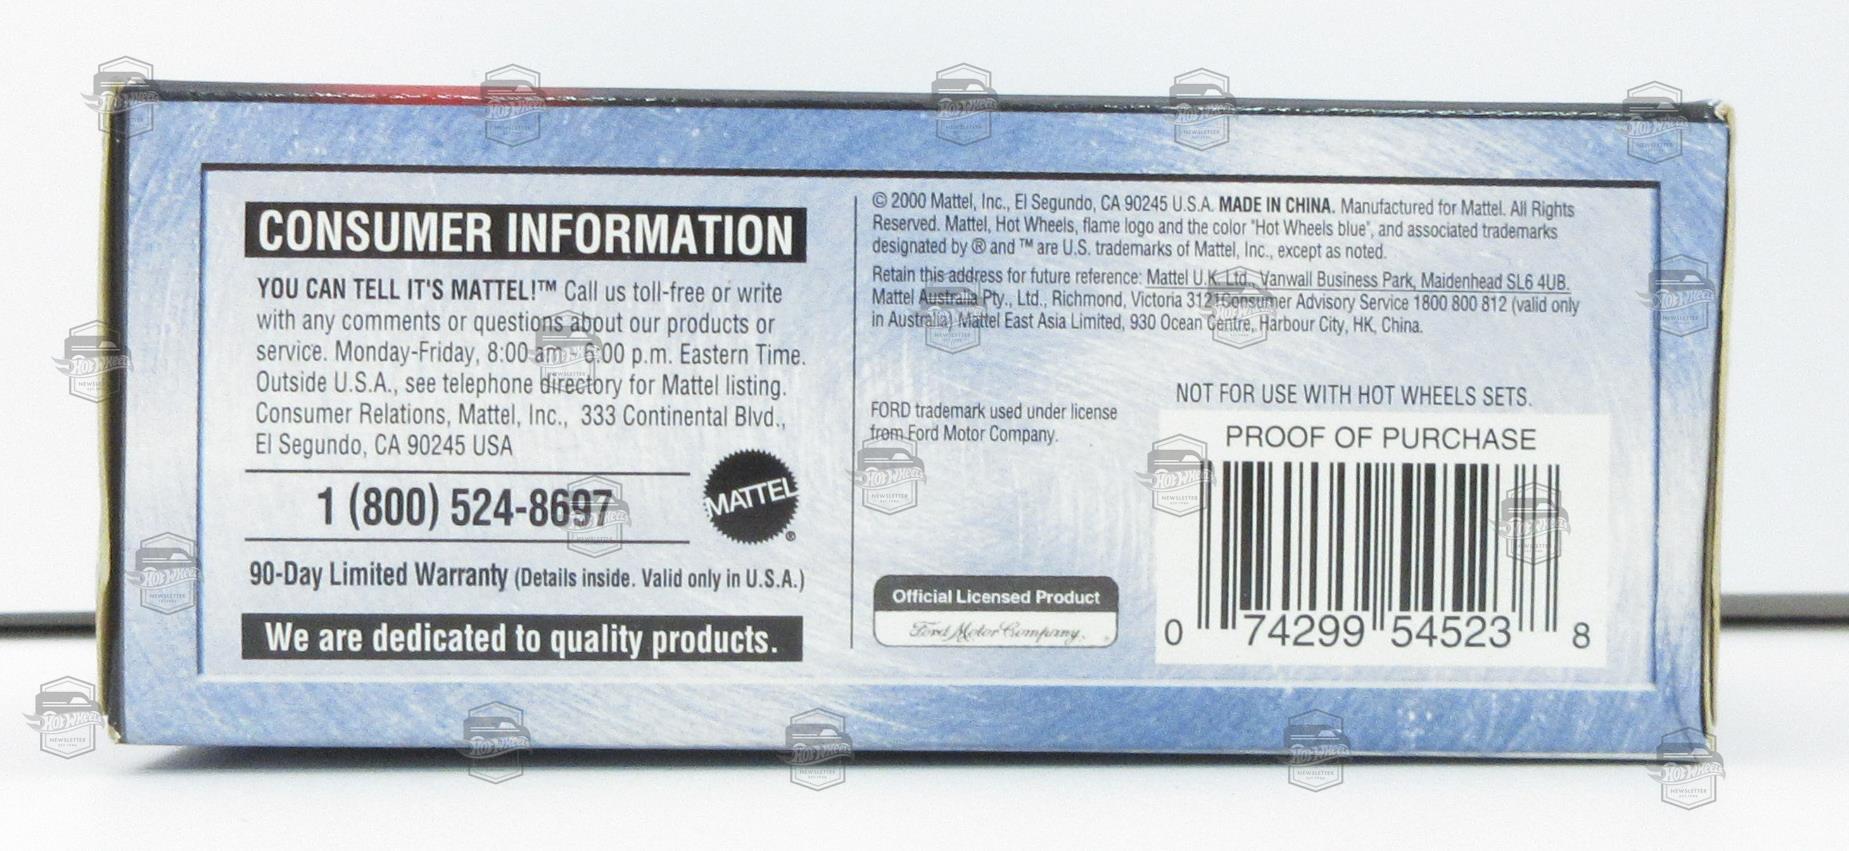 CONSUMER INFORMATION
YOU CAN TELL IT'S MATTEL!™ Call us toll-free or write
with any comments or questions about our products or
service. Monday-Friday, 8:00 am - 6:00 p.m. Eastern Time.
Outside U.S.A., see telephone directory for Mattel listing.
Consumer Relations, Mattel, Inc., 333 Continental Blvd.,
El Segundo, CA 90245 USA
1 (800) 524-8697
MATTEL®
90-Day Limited Warranty (Details inside. Valid only in U.S.A.)
We are dedicated to quality products.
© 2000 Mattel, Inc., El Segundo, CA 90245 U.S.A. MADE IN CHINA. Manufactured for Mattel. All Rights
Reserved. Mattel, Hot Wheels, flame logo and the color "Hot Wheels blue", and associated trademarks
designated by ® and ™ are U.S. trademarks of Mattel, Inc., except as noted.
Retain this address for future reference: Mattel U.K. Ltd., Vanwall Business Park, Maidenhead SL6 4UB.
Mattel Australia Pty., Ltd., Richmond, Victoria 3121 Consumer Advisory Service 1800 800 812 (valid only
in Australia) Mattel East Asia Limited, 930 Ocean Centre, Harbour City, HK, China.
FORD trademark used under license
from Ford Motor Company.
Official Licensed Product
Ford Motor Company.
NOT FOR USE WITH HOT WHEELS SETS.
PROOF OF PURCHASE
0 74299 54523 8
Hot Wheels
NEWSLETTER